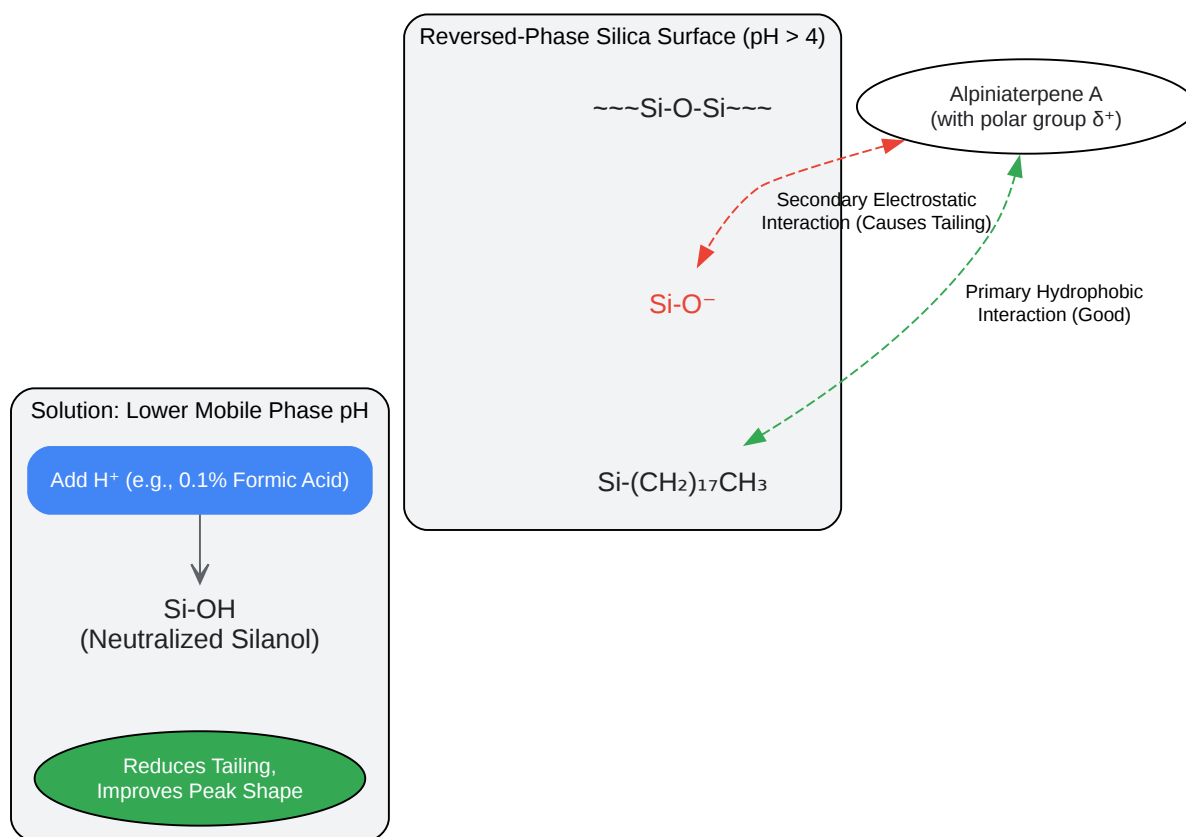 Reversed-Phase Silica Surface (pH > 4)
~~~Si-O-Si~~~
Alpiniaterpene A
(with polar group δ⁺)
Secondary Electrostatic
Interaction (Causes Tailing)
Si-O⁻
Primary Hydrophobic
Interaction (Good)
Si-(CH₂)₁₇CH₃
Solution: Lower Mobile Phase pH
Add H⁺ (e.g., 0.1% Formic Acid)
Si-OH
(Neutralized Silanol)
Reduces Tailing,
Improves Peak Shape